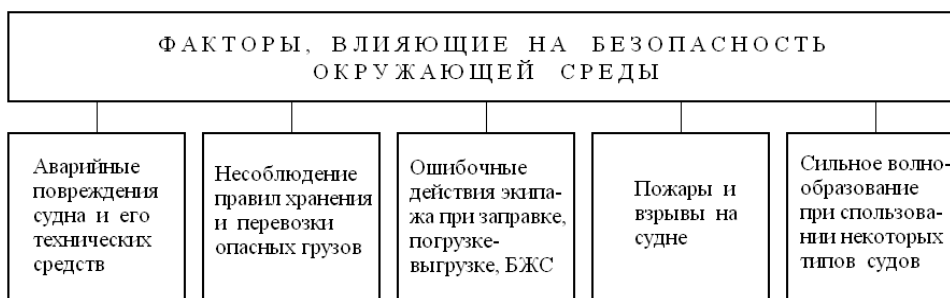 ФАКТОРЫ, ВЛИЯЮЩИЕ НА БЕЗОПАСНОСТЬ
ОКРУЖАЮЩЕЙ СРЕДЫ
Аварийные
повреждения
судна и его
технических
средств
Несоблюдение
правил хранения
и перевозки
опасных грузов
Ошибочные
действия экипа-
жа при заправке,
погрузке-
выгрузке, БЖС
Пожары и
взрывы на
судне
Сильное волно-
образование
при спользова-
нии некоторых
типов судов